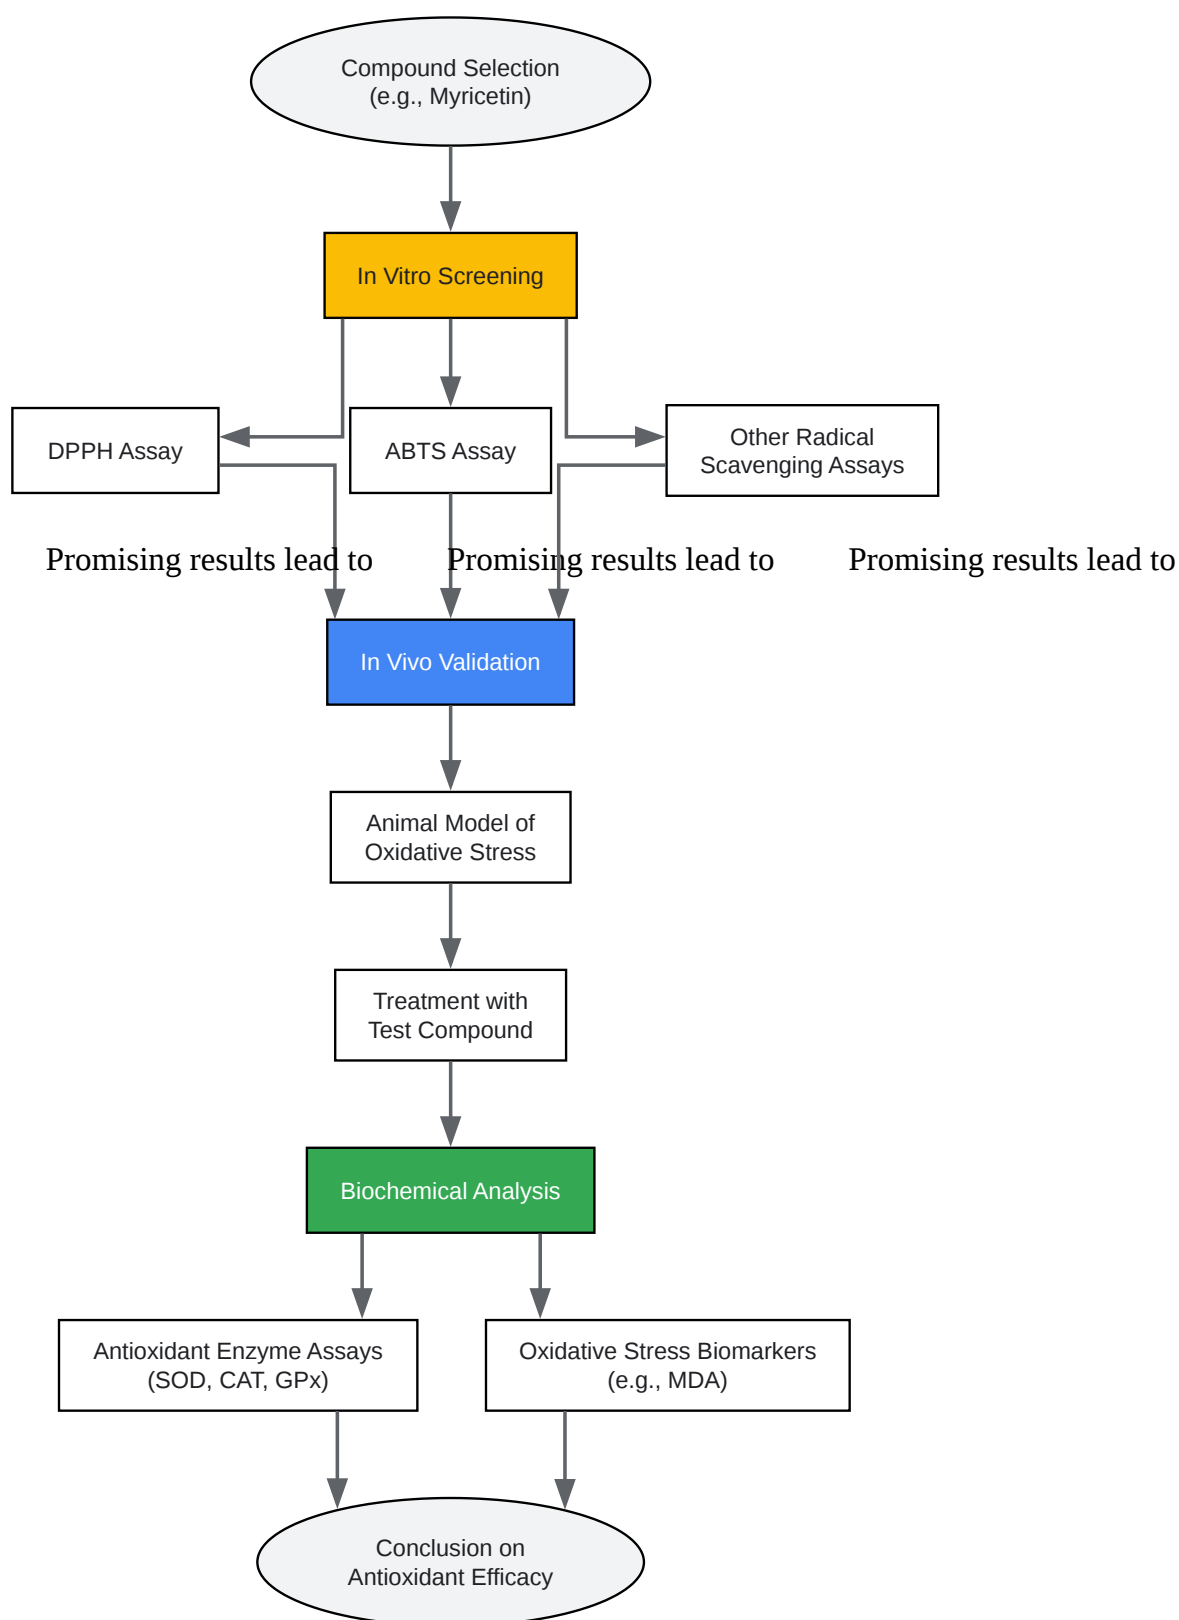 Compound Selection
(e.g., Myricetin)
In Vitro Screening
DPPH Assay
ABTS Assay
Other Radical
Scavenging Assays
Promising results lead to
Promising results lead to
Promising results lead to
In Vivo Validation
Animal Model of
Oxidative Stress
Treatment with
Test Compound
Biochemical Analysis
Antioxidant Enzyme Assays
(SOD, CAT, GPx)
Oxidative Stress Biomarkers
(e.g., MDA)
Conclusion on
Antioxidant Efficacy